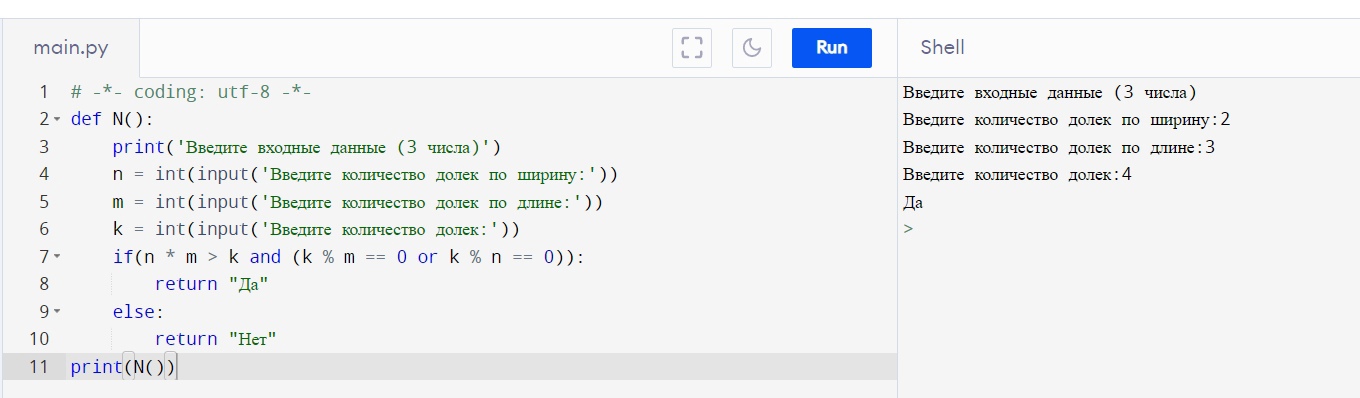 main.py
Run
Shell
1 # -*- coding: utf-8 -*-
2 def N():
3 print('Введите входные данные (3 числа)')
4 n = int(input('Введите количество долек по ширину:'))
5 m = int(input('Введите количество долек по длине:'))
6 k = int(input('Введите количество долек:'))
7 if(n * m > k and (k % m == 0 or k % n == 0)):
8 return "Да"
9 else:
10 return "Нет"
11 print(N())
Введите входные данные (3 числа)
Введите количество долек по ширину:2
Введите количество долек по длине:3
Введите количество долек:4
Да
>